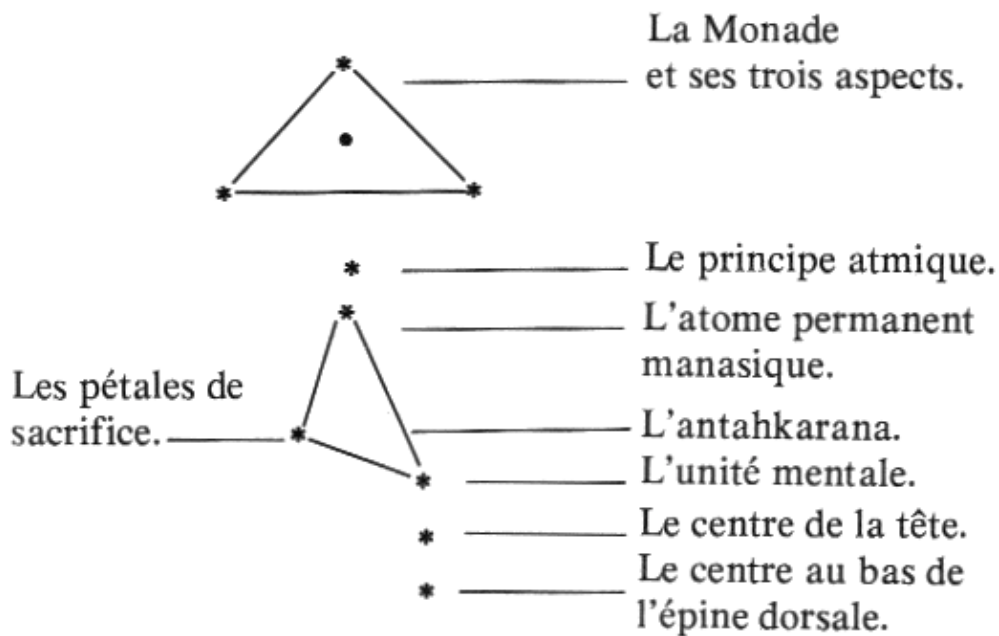 La Monade
et ses trois aspects.
Le principe atmique.
L'atome permanent
manasique.
Les pétales de
sacrifice.
L'antahkarana.
L'unité mentale.
Le centre de la tête.
Le centre au bas de
l'épine dorsale.